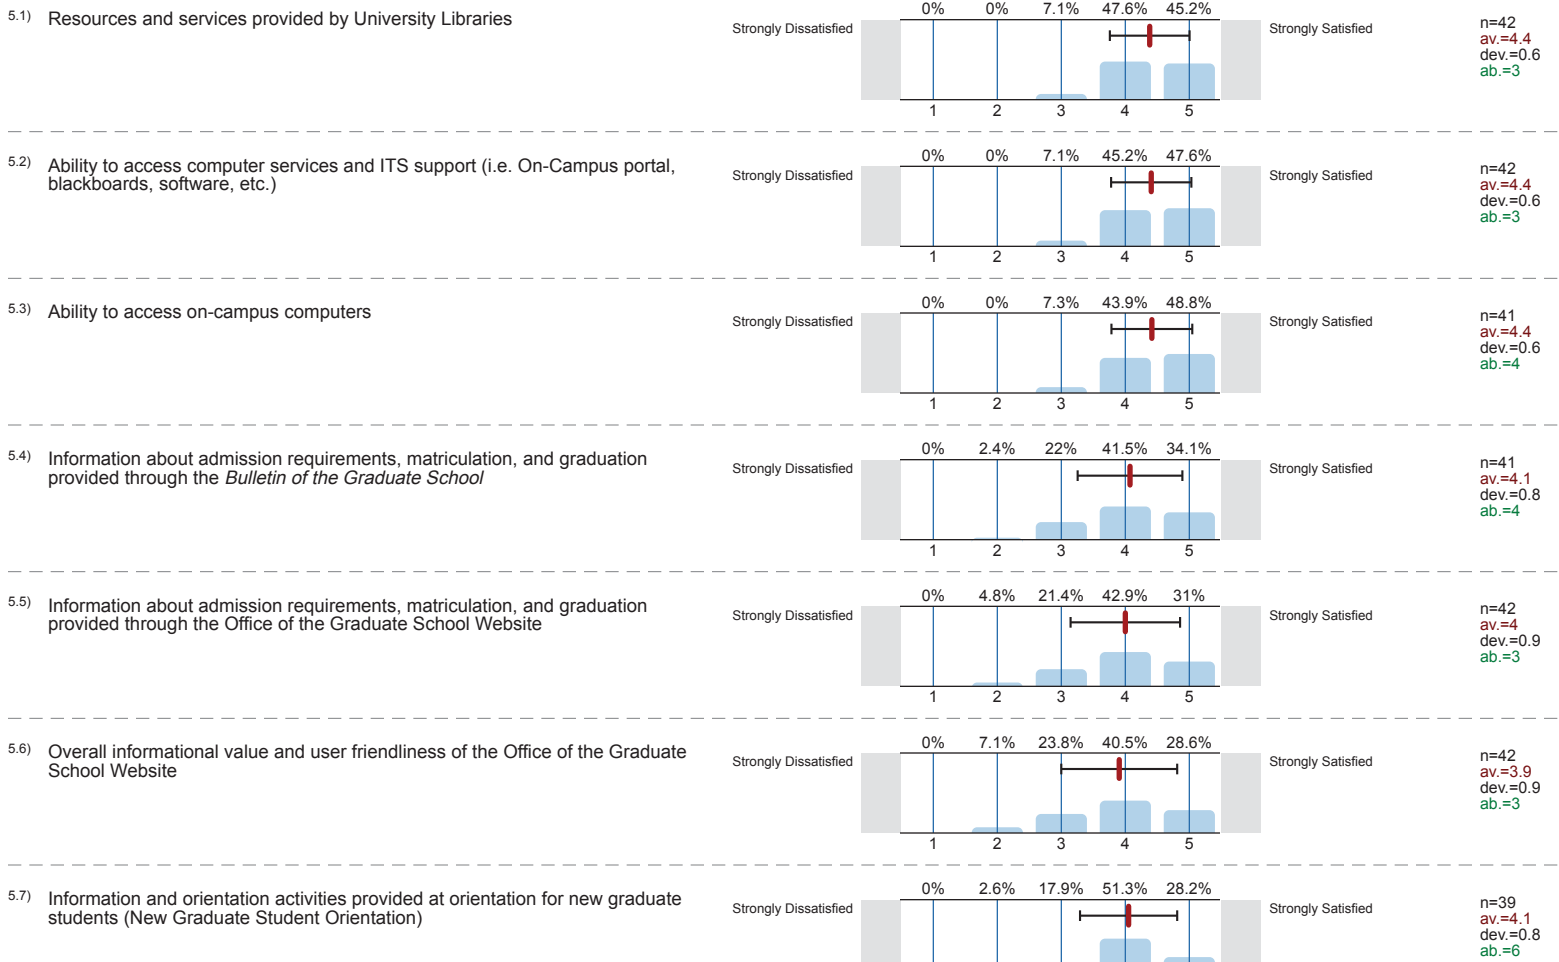 0% 0% 7.1% 47.6% 45.2%
5.1) Resources and services provided by University Libraries
Strongly Dissatisfied Strongly Satisfied
n=42
av.=4.4
dev.=0.6
ab.=3
1 2 3 4 5
0% 0% 7.1% 45.2% 47.6%
5.2) Ability to access computer services and ITS support (i.e. On-Campus portal,
blackboards, software, etc.)
Strongly Dissatisfied Strongly Satisfied
n=42
av.=4.4
dev.=0.6
ab.=3
1 2 3 4 5
0% 0% 7.3% 43.9% 48.8%
5.3) Ability to access on-campus computers
Strongly Dissatisfied Strongly Satisfied
n=41
av.=4.4
dev.=0.6
ab.=4
1 2 3 4 5
0% 2.4% 22% 41.5% 34.1%
5.4) Information about admission requirements, matriculation, and graduation
provided through the Bulletin of the Graduate School
Strongly Dissatisfied Strongly Satisfied
n=41
av.=4.1
dev.=0.8
ab.=4
1 2 3 4 5
0% 4.8% 21.4% 42.9% 31%
5.5) Information about admission requirements, matriculation, and graduation
provided through the Office of the Graduate School Website
Strongly Dissatisfied Strongly Satisfied
n=42
av.=4
dev.=0.9
ab.=3
1 2 3 4 5
0% 7.1% 23.8% 40.5% 28.6%
5.6) Overall informational value and user friendliness of the Office of the Graduate
School Website
Strongly Dissatisfied Strongly Satisfied
n=42
av.=3.9
dev.=0.9
ab.=3
1 2 3 4 5
0% 2.6% 17.9% 51.3% 28.2%
5.7) Information and orientation activities provided at orientation for new graduate
students (New Graduate Student Orientation)
Strongly Dissatisfied Strongly Satisfied
n=39
av.=4.1
dev.=0.8
ab.=6